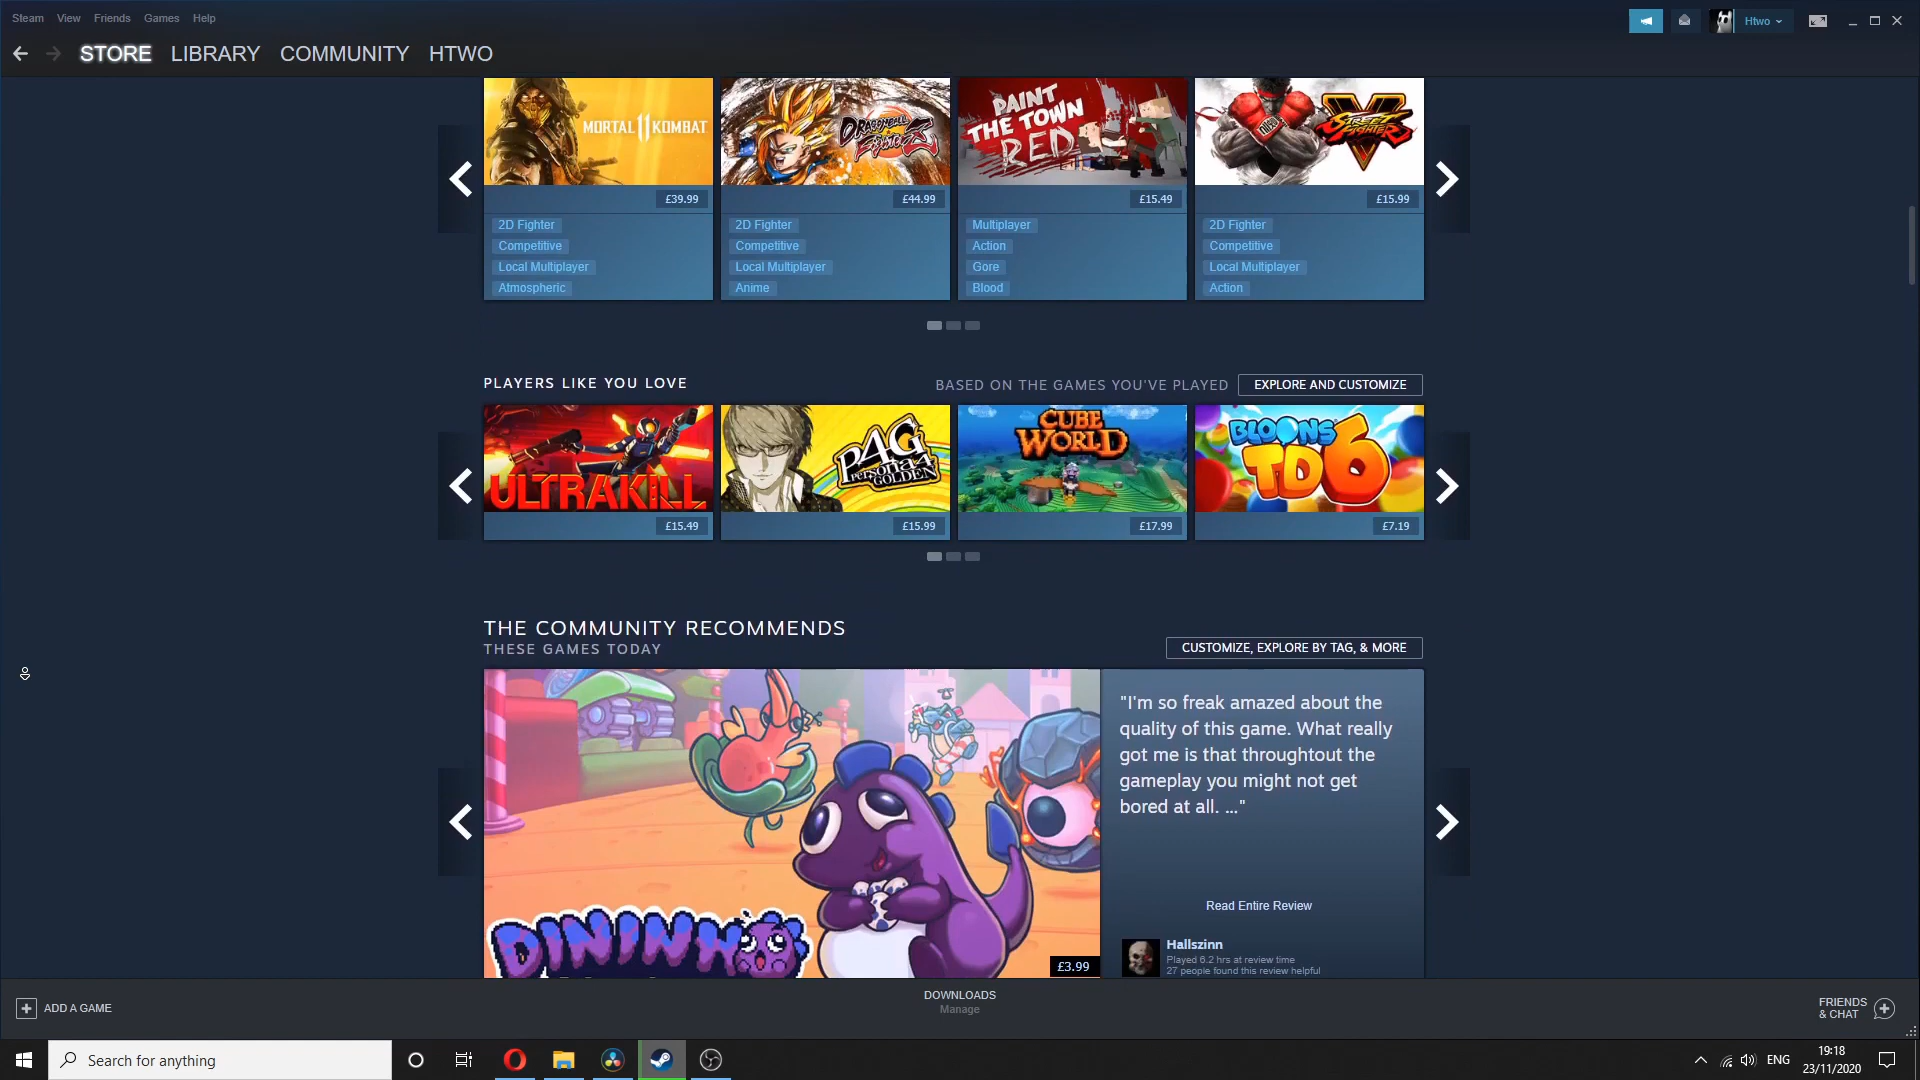 Steam View Friends Games Help
Htwo
STORE LIBRARY COMMUNITY HTWO
MORTAL KOMBAT 11
DRAGONBALL FIGHTERZ
PAINT THE TOWN RED
STREET FIGHTER V
£39.99 £44.99 £15.49 £15.99
2D Fighter 2D Fighter Multiplayer 2D Fighter
Competitive Competitive Action Competitive
Local Multiplayer Local Multiplayer Gore Local Multiplayer
Atmospheric Anime Blood Action
PLAYERS LIKE YOU LOVE BASED ON THE GAMES YOU'VE PLAYED EXPLORE AND CUSTOMIZE
ULTRAKILL
P4G
Persona4
GOLDEN
CUBE
WORLD
BLOONS
TD6
£15.49 £15.99 £17.99 £7.19
THE COMMUNITY RECOMMENDS
THESE GAMES TODAY CUSTOMIZE, EXPLORE BY TAG, & MORE
"I'm so freak amazed about the
quality of this game. What really
got me is that throughtout the
gameplay you might not get
bored at all. ..."
Read Entire Review
Hallszinn
Played 6.2 hrs at review time
27 people found this review helpful
£3.99
ADD A GAME
DOWNLOADS
Manage
FRIENDS
& CHAT
Search for anything
ENG
19:18
23/11/2020